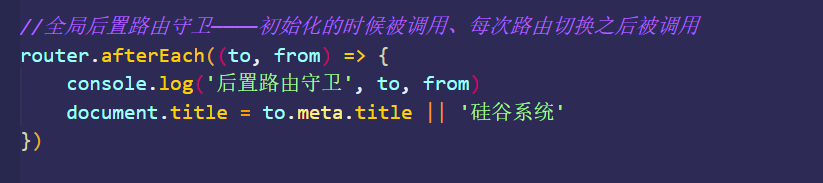 //全局后置路由守卫————初始化的时候被调用、每次路由切换之后被调用
router.afterEach((to, from) => {
    console.log('后置路由守卫', to, from)
    document.title = to.meta.title || '硅谷系统'
})